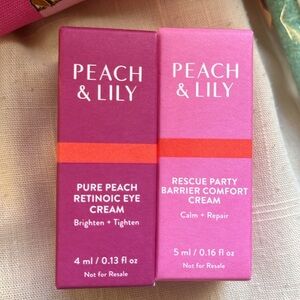 PEACH
& LILY
PURE PEACH
RETINOIC EYE
CREAM
Brighten + Tighten
4 ml / 0.13 fl oz
Not for Resale
PEACH
& LILY
RESCUE PARTY
BARRIER COMFORT
CREAM
Calm + Repair
5 ml / 0.16 fl oz
Not for Resale